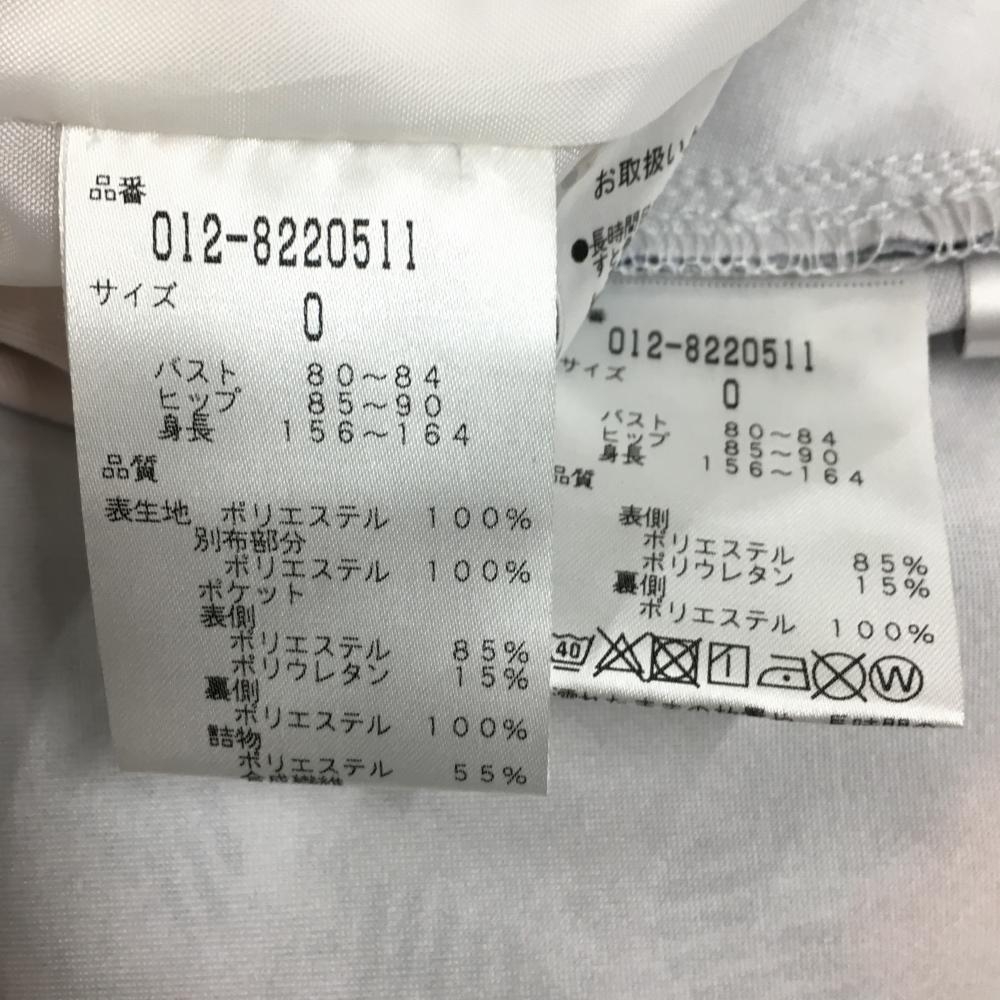 品番
012-8220511
サイズ
0
バスト 80～84
ヒップ 85～90
身長 156～164
品質
表生地 ポリエステル 100%
別布部分
ポリエステル 100%
ポケット
表側
ポリエステル 85%
ポリウレタン 15%
裏側
ポリエステル 100%
詰物
ポリエステル 55%
お取扱い
●長時間
012-8220511
サイズ
0
バスト 80～84
ヒップ 85～90
身長 156～164
品質
表側
ポリエステル 85%
ポリウレタン 15%
裏側
ポリエステル 100%
40
W